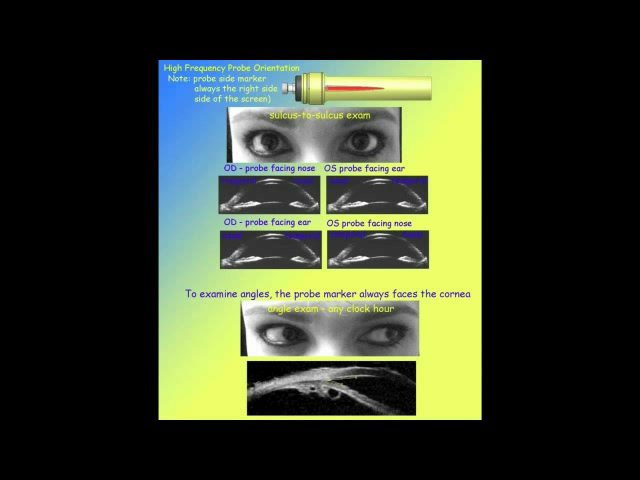 High Frequency Probe Orientation
Note: probe side marker
always the right side
side of the screen)
sulcus-to-sulcus exam
OD - probe facing nose
OS probe facing ear
OD - probe facing ear
OS probe facing nose
To examine angles, the probe marker always faces the cornea
angle exam - any clock hour